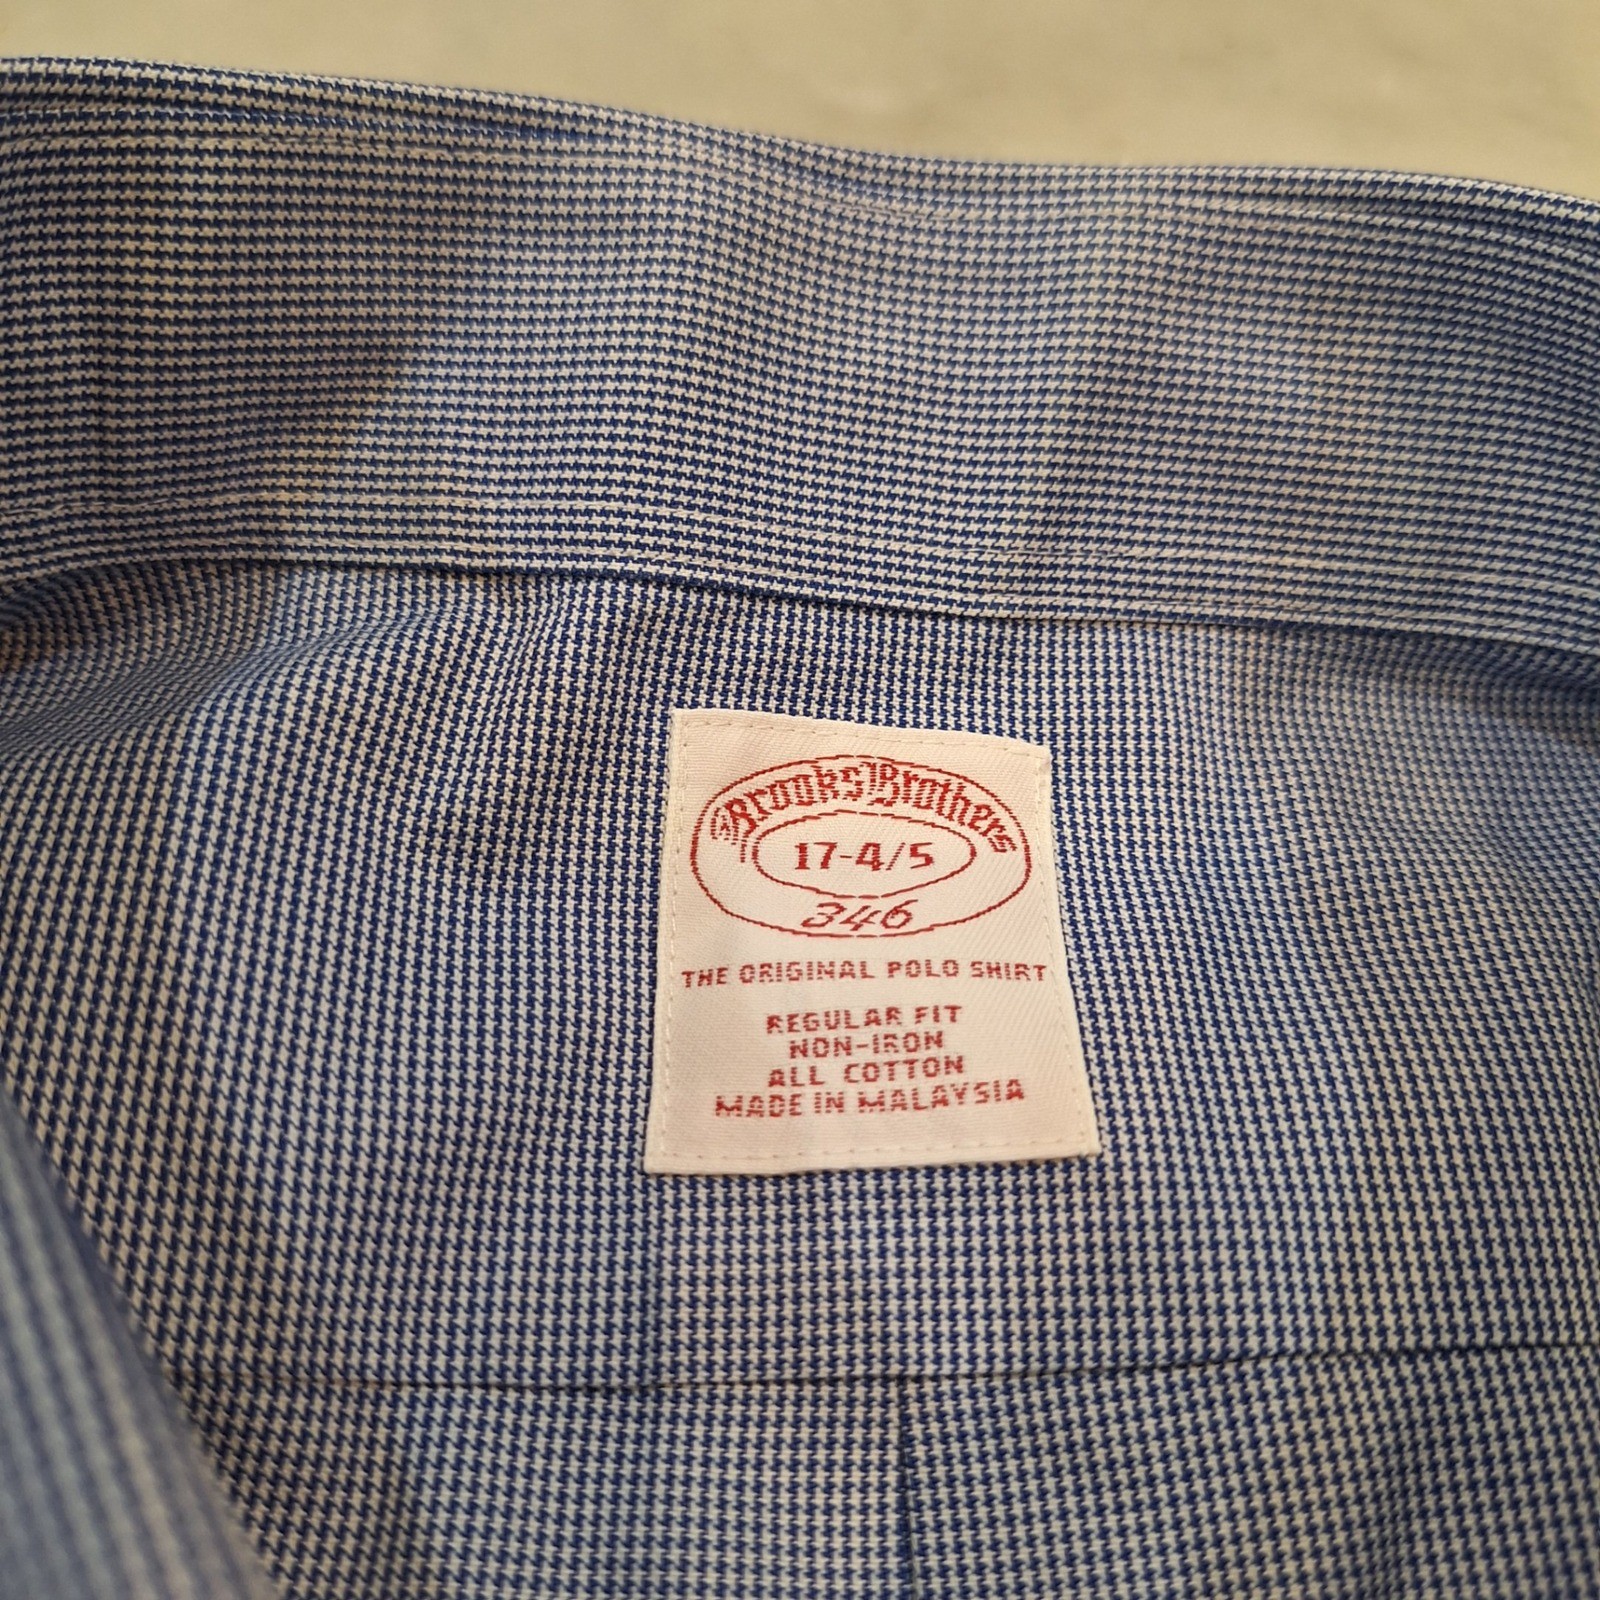 Brooks Brothers
17-4/5
346
THE ORIGINAL POLO SHIRT
REGULAR FIT
NON-IRON
ALL COTTON
MADE IN MALAYSIA